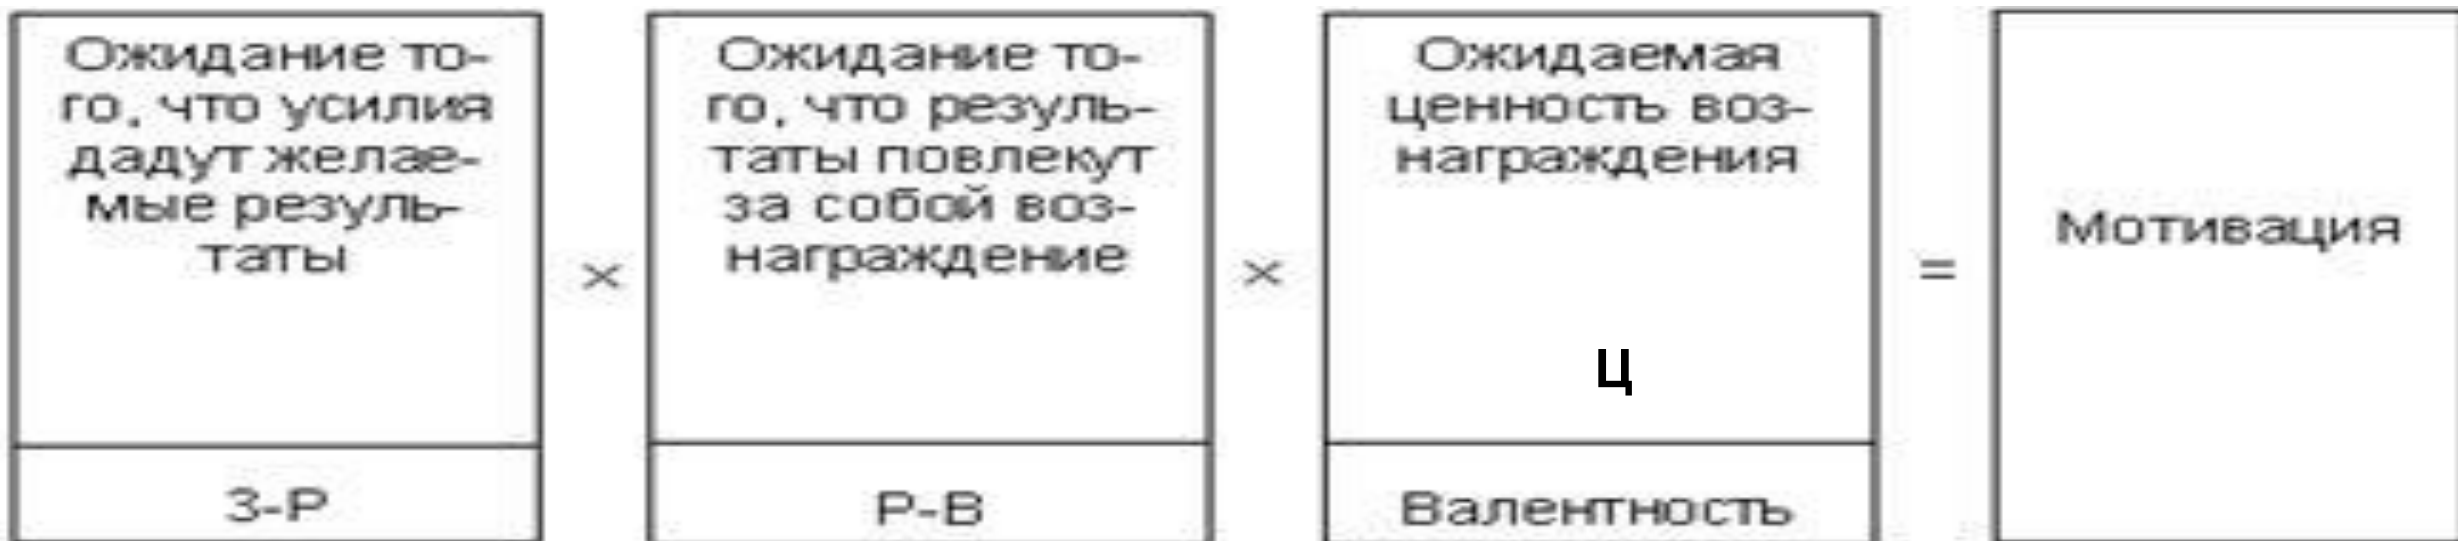 Ожидание то-
го, что усилия
дадут желае-
мые резуль-
таты
З-Р
×
Ожидание то-
го, что резуль-
таты повлекут
за собой воз-
награждение
Р-В
×
Ожидаемая
ценность воз-
награждения
Ц
Валентность
=
Мотивация